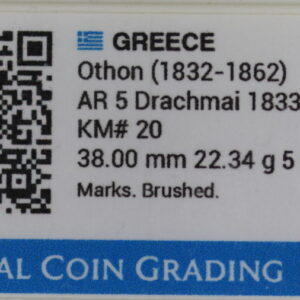 GREECE
Othon (1832-1862)
AR 5 Drachmai 1833
KM# 20
38.00 mm 22.34 g 5
Marks. Brushed.
AL COIN GRADING